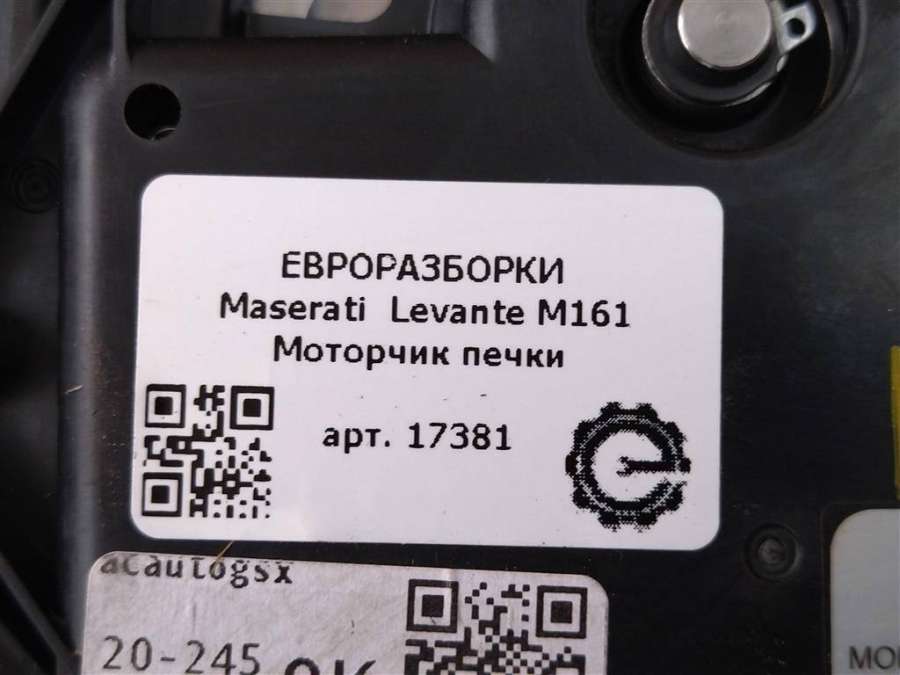 ЕВРОРАЗБОРКИ
Maserati Levante M161
Моторчик печки
арт. 17381
acautogsx
20-245